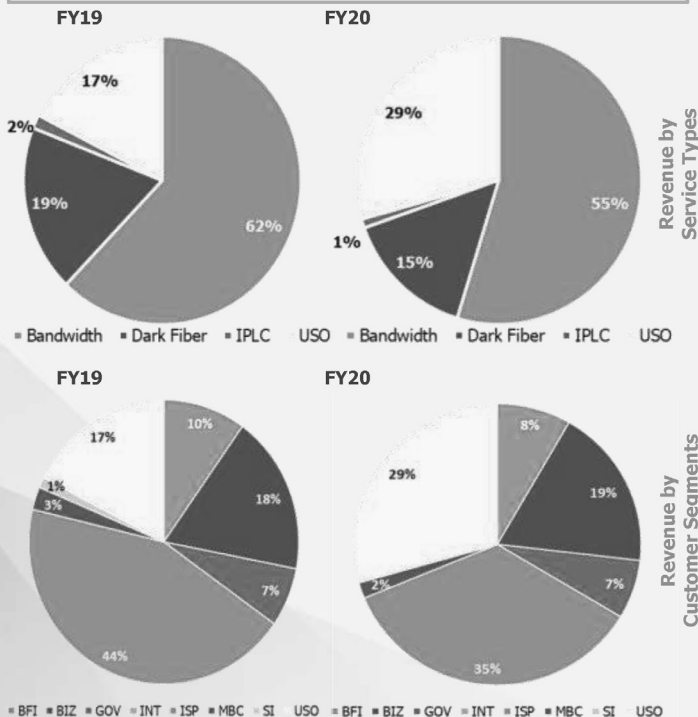 FY19
FY20
17%
2%
19%
62%
29%
1%
15%
55%
Revenue by
Service Types
Bandwidth Dark Fiber IPLC USO
Bandwidth Dark Fiber IPLC USO
FY19
FY20
10%
17%
1%
3%
18%
7%
44%
8%
29%
19%
2%
7%
35%
Revenue by
Customer Segments
BFI BIZ GOV INT ISP MBC SI USO
BFI BIZ GOV INT ISP MBC SI USO